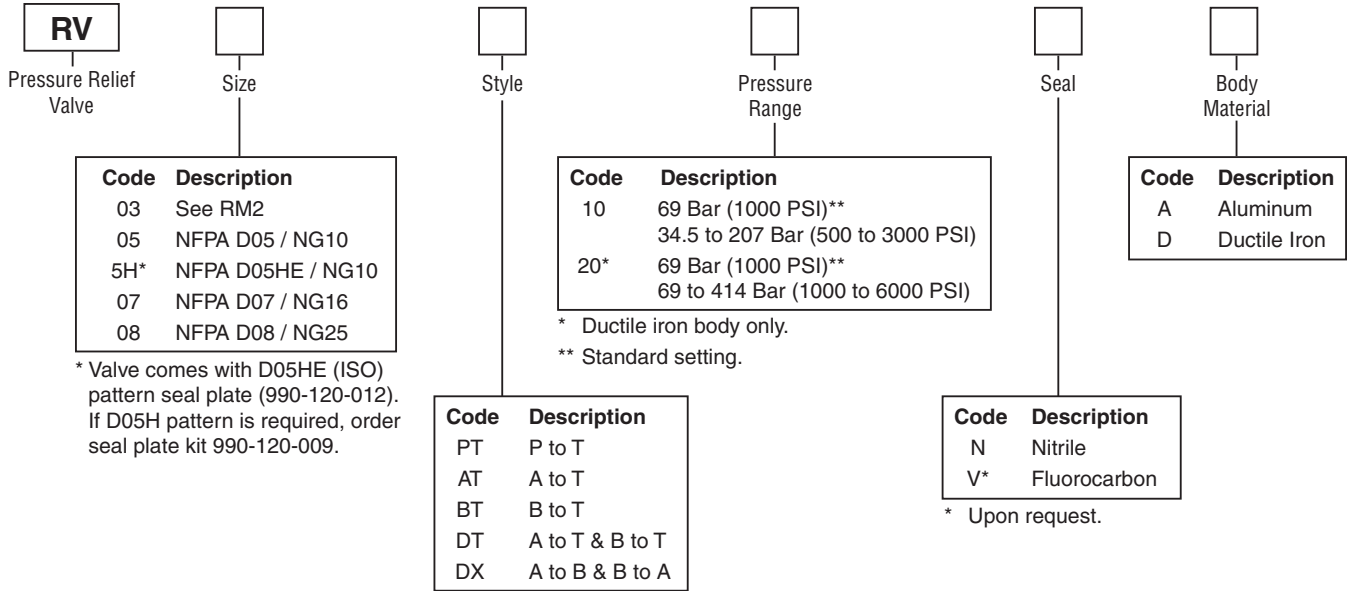 RV
Pressure Relief
Valve
Size
Style
Pressure
Range
Seal
Body
Material
Code Description
03 See RM2
05 NFPA D05 / NG10
5H* NFPA D05HE / NG10
07 NFPA D07 / NG16
08 NFPA D08 / NG25
* Valve comes with D05HE (ISO)
pattern seal plate (990-120-012).
If D05H pattern is required, order
seal plate kit 990-120-009.
Code Description
PT P to T
AT A to T
BT B to T
DT A to T & B to T
DX A to B & B to A
Code Description
10 69 Bar (1000 PSI)**
34.5 to 207 Bar (500 to 3000 PSI)
20* 69 Bar (1000 PSI)**
69 to 414 Bar (1000 to 6000 PSI)
* Ductile iron body only.
** Standard setting.
Code Description
N Nitrile
V* Fluorocarbon
* Upon request.
Code Description
A Aluminum
D Ductile Iron